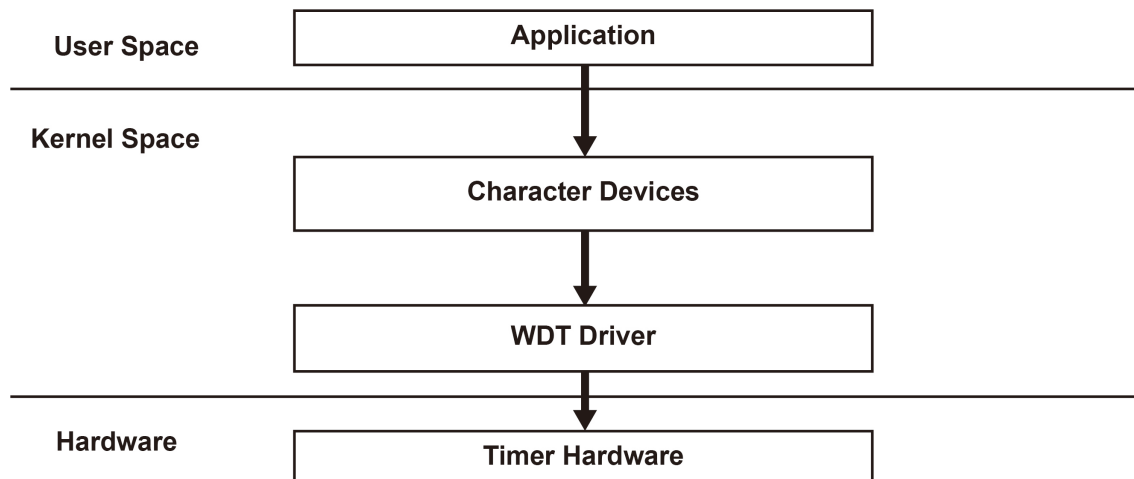 User Space
Application
Kernel Space
Character Devices
WDT Driver
Hardware
Timer Hardware